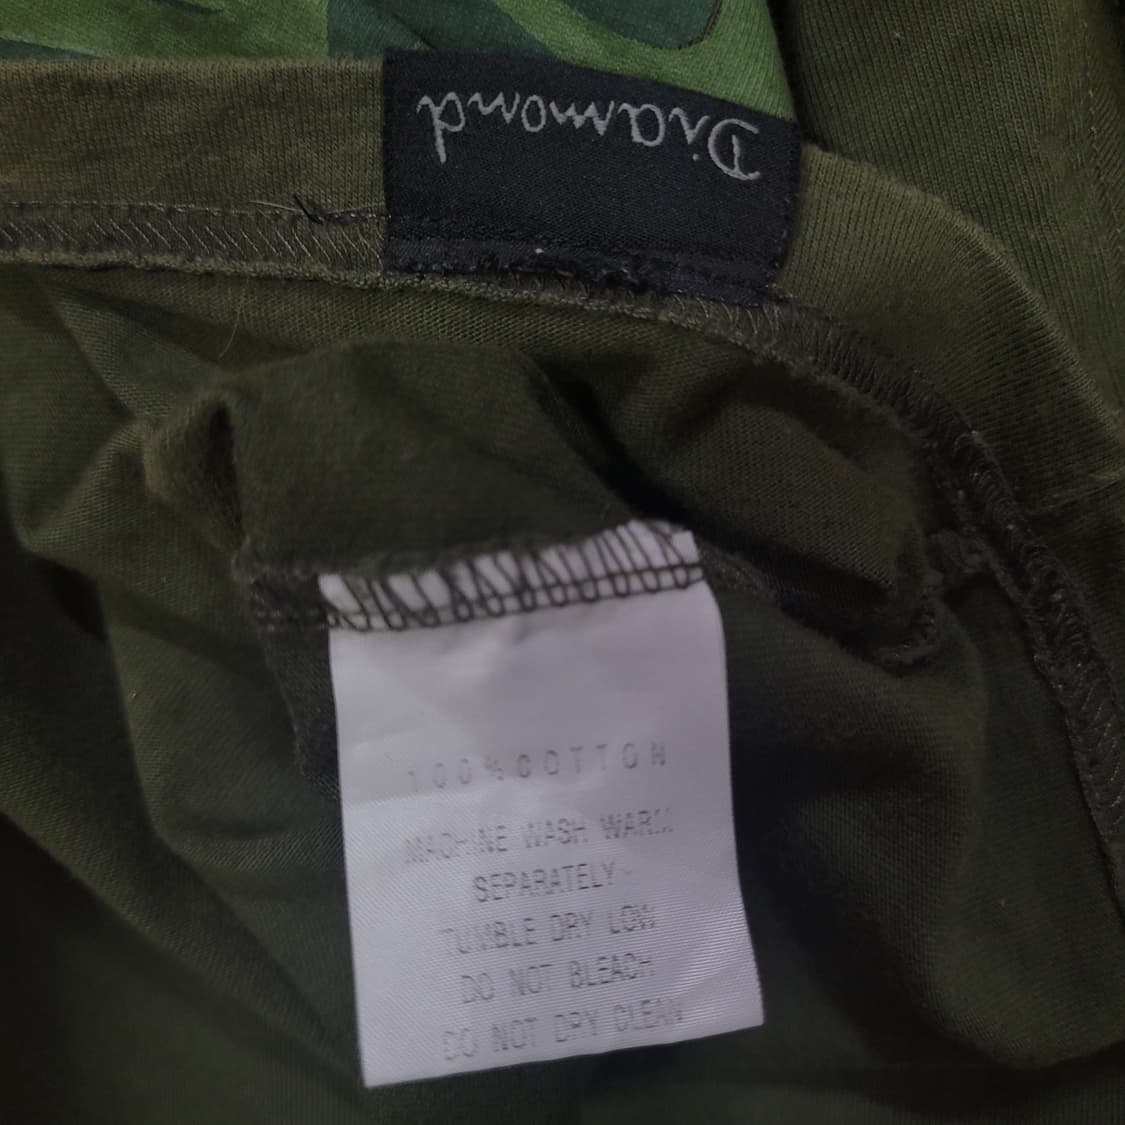 Diamond
100%COTTON
MACHINE WASH WARM
SEPARATELY
TUMBLE DRY LOW
DO NOT BLEACH
DO NOT DRY CLEAN